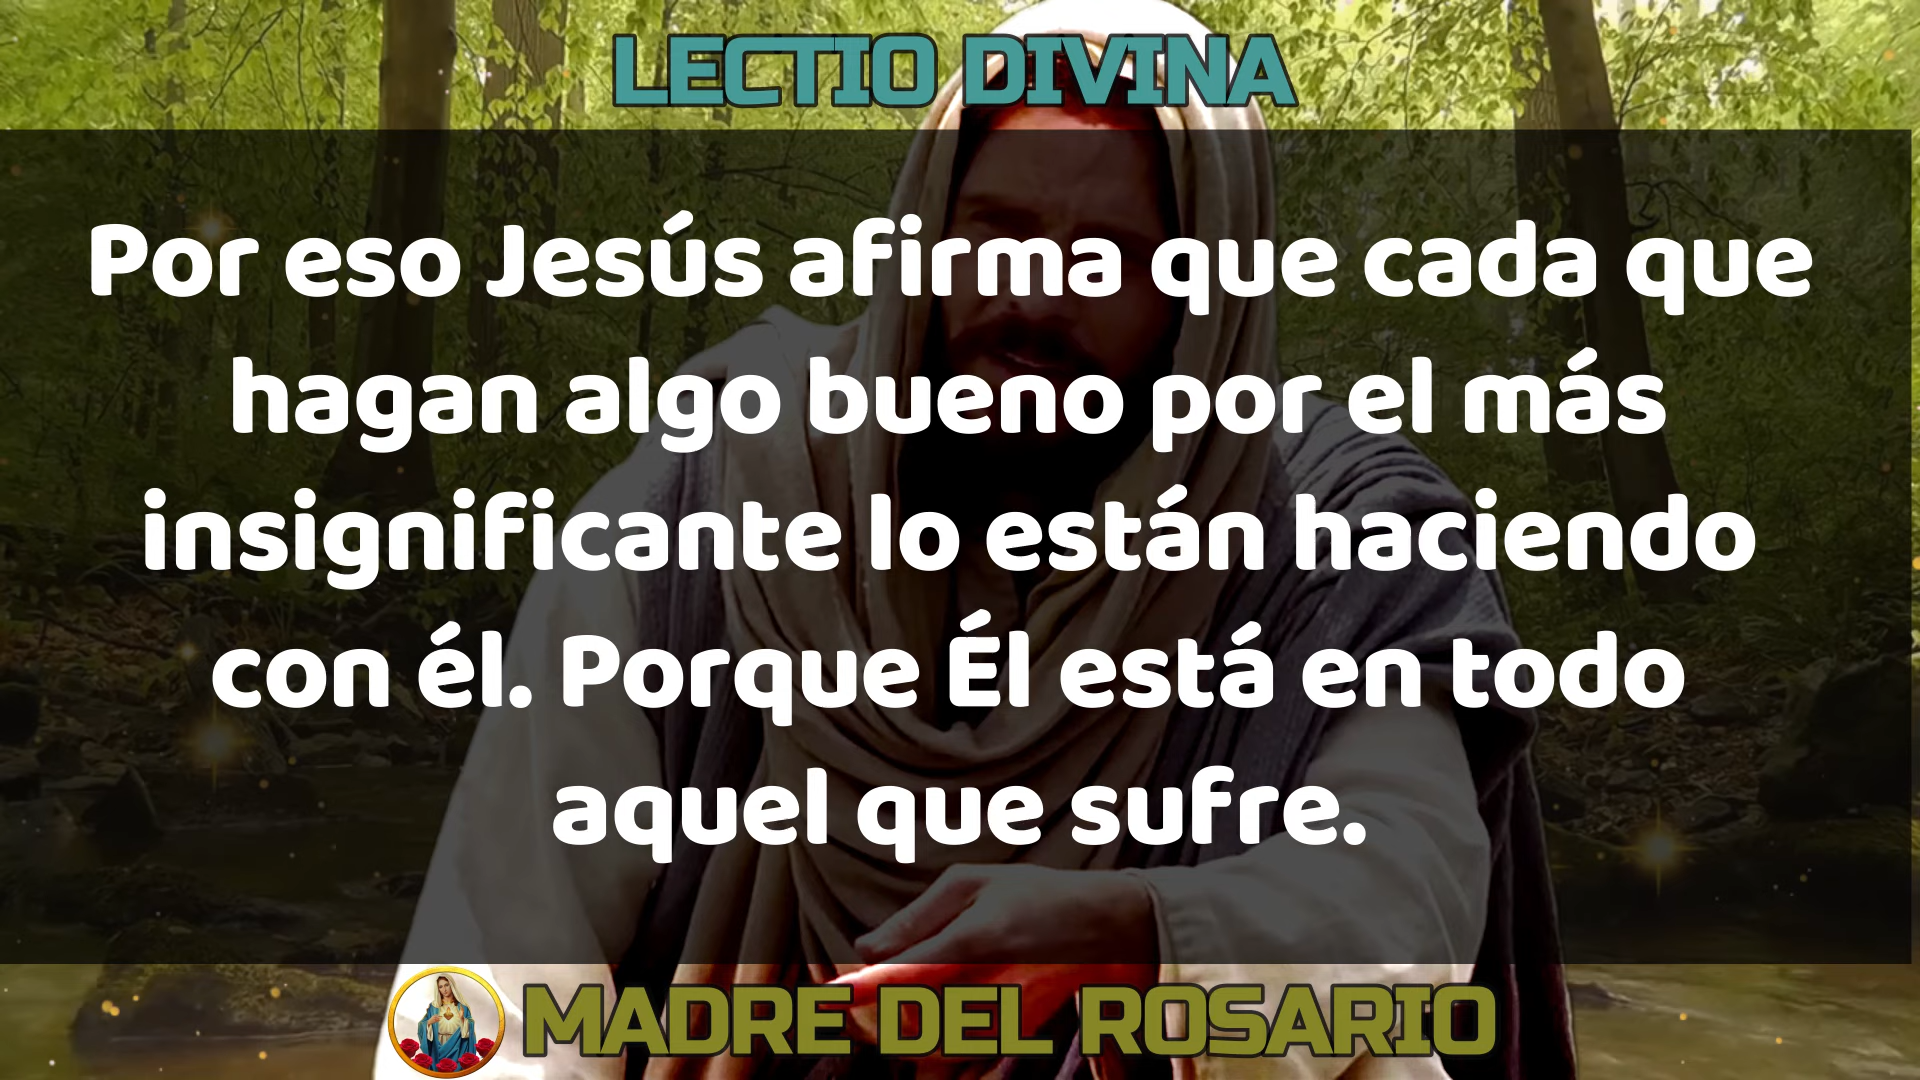 LECTIO DIVINA
Por eso Jesús afirma que cada que
hagan algo bueno por el más
insignificante lo están haciendo
con él. Porque Él está en todo
aquel que sufre.
MADRE DEL ROSARIO